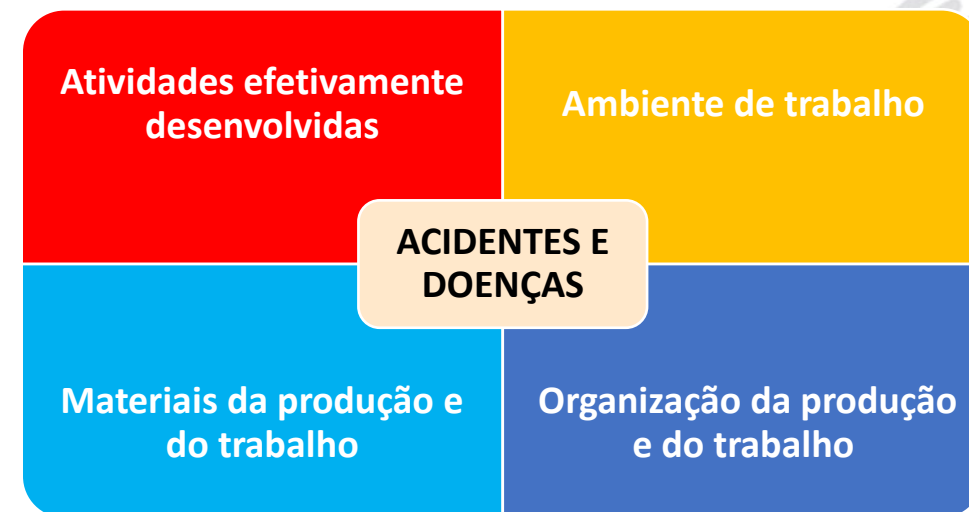 Atividades efetivamente
desenvolvidas
Ambiente de trabalho
ACIDENTES E
DOENÇAS
Materiais da produção e
do trabalho
Organização da produção
e do trabalho